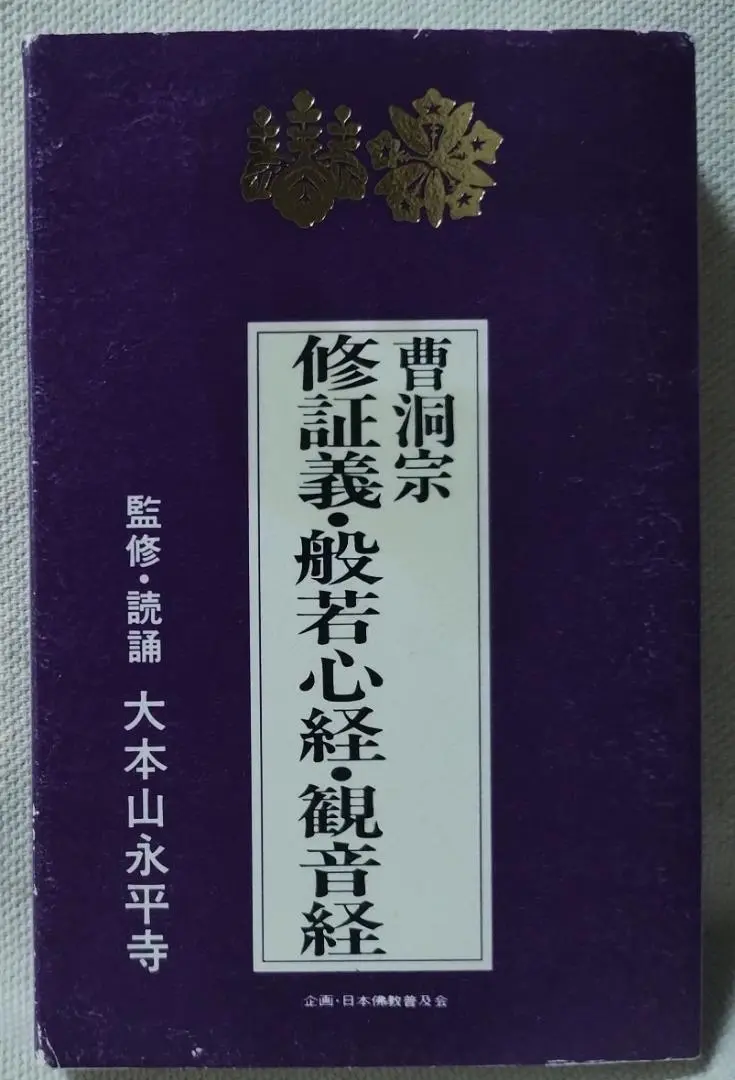 曹洞宗
修証義・般若心経・観音経
監修・読誦 大本山永平寺
企画・日本佛教普及会